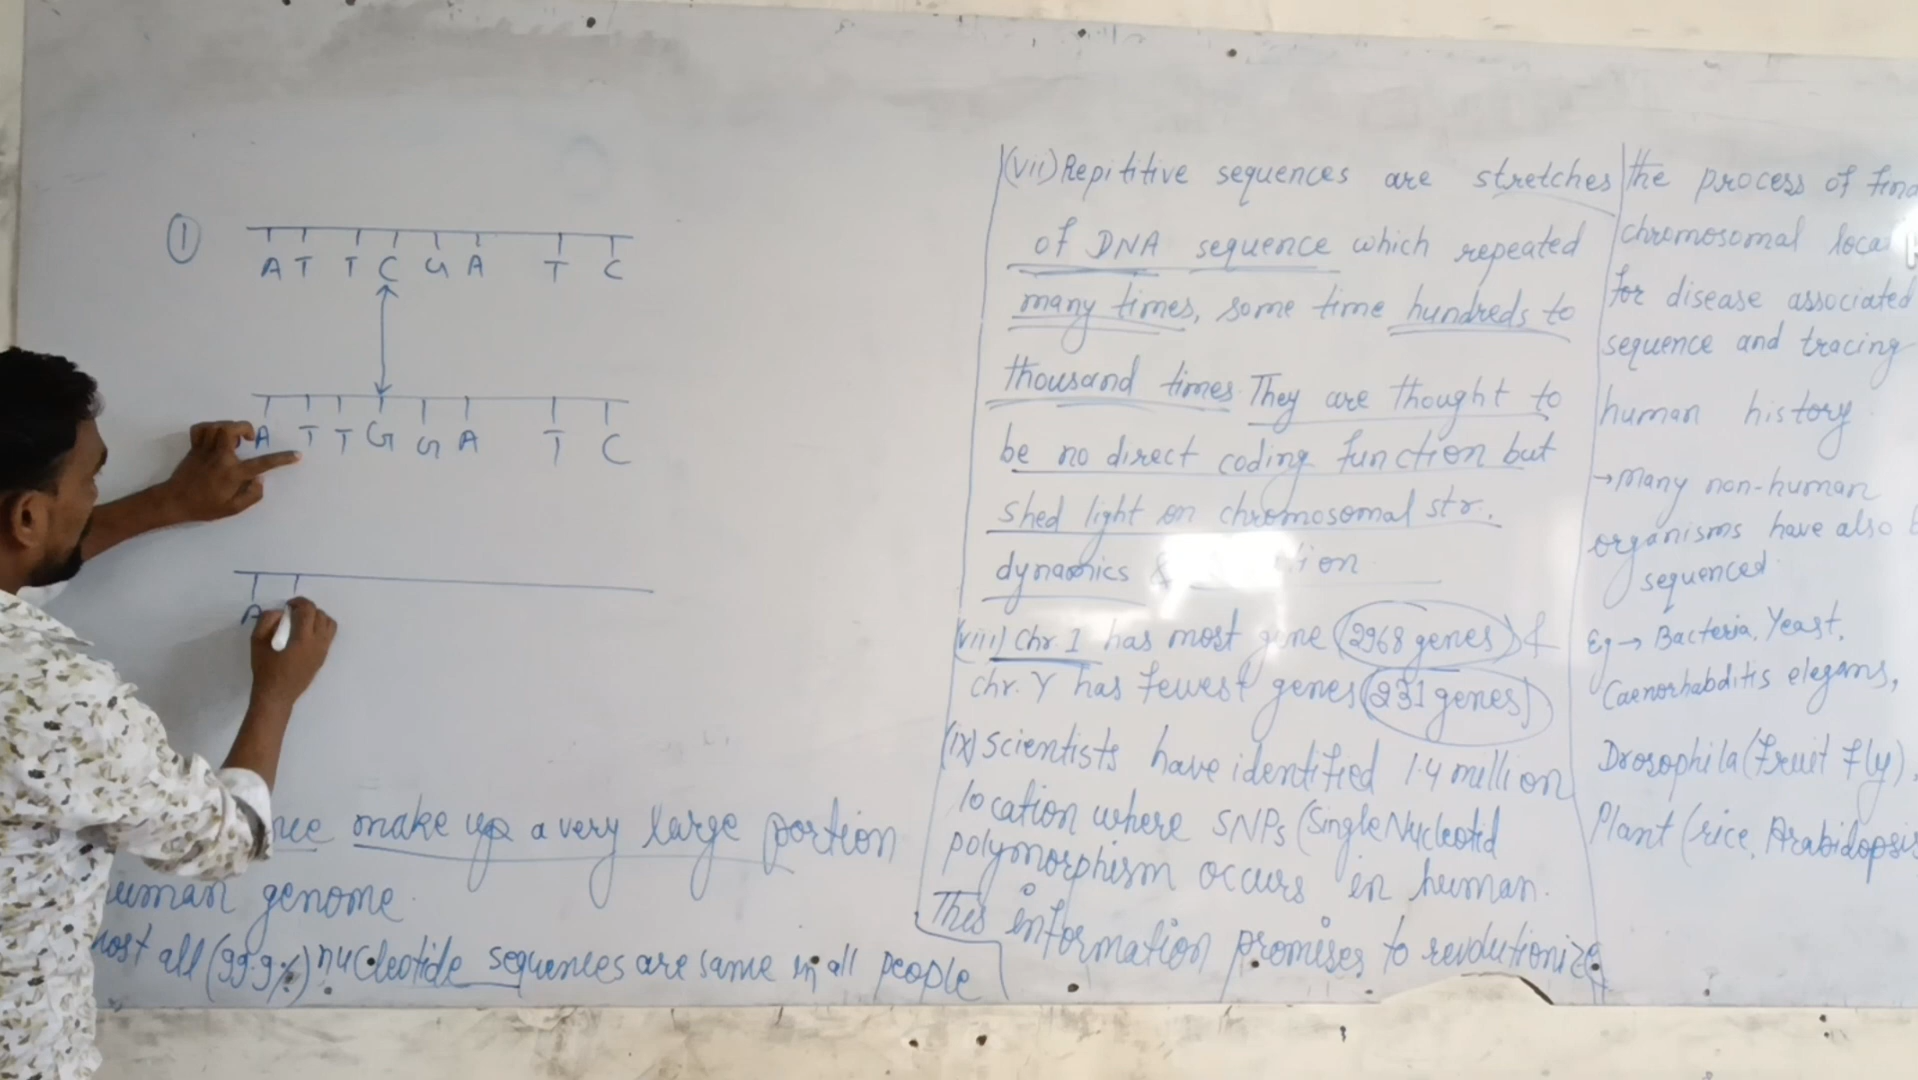 ①
A T T C G A T C
A T T G G A T C
A
make up a very large portion
genome.
all (99.9%) nucleotide sequences are same in all people
(vii) Repititive sequences are stretches
of DNA sequence which repeated
many times, some time hundreds to
thousand times. They are thought to
be no direct coding function but
shed light on chromosomal str.
dynamics &
(viii) Chr. I has most gene (2968 genes) &
chr. Y has fewest genes (231 genes)
(ix) Scientists have identified 1.4 million
location where SNPs (Single Nucleotid
polymorphism occurs in human.
This information promises to revolutionize
the process of
chromosomal
for disease associated
sequence and tracing
human history
→ Many non-human
organisms have also
sequenced.
Eg → Bacteria, Yeast,
Caenorhabditis elegans,
Drosophila (fruit fly),
Plant (rice, Arabidopsis